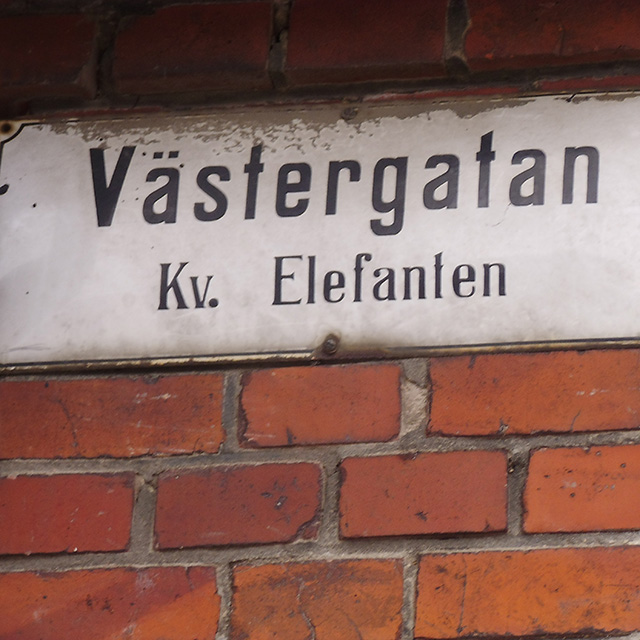 Västergatan
Kv. Elefanten